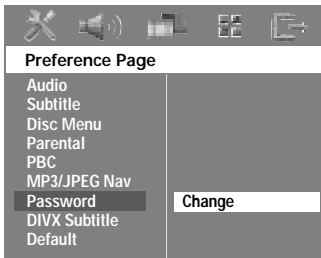 Preference Page
Audio
Subtitle
Disc Menu
Parental
PBC
MP3/JPEG Nav
Password
Change
DIVX Subtitle
Default